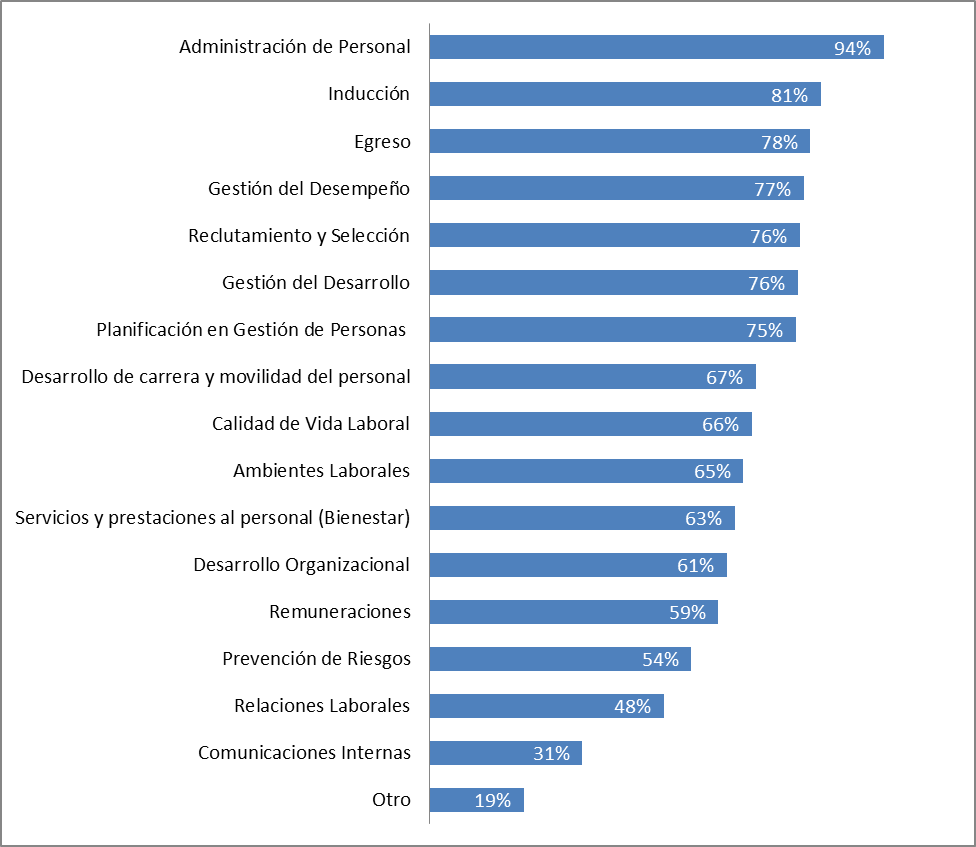 Administración de Personal 94%
Inducción 81%
Egreso 78%
Gestión del Desempeño 77%
Reclutamiento y Selección 76%
Gestión del Desarrollo 76%
Planificación en Gestión de Personas 75%
Desarrollo de carrera y movilidad del personal 67%
Calidad de Vida Laboral 66%
Ambientes Laborales 65%
Servicios y prestaciones al personal (Bienestar) 63%
Desarrollo Organizacional 61%
Remuneraciones 59%
Prevención de Riesgos 54%
Relaciones Laborales 48%
Comunicaciones Internas 31%
Otro 19%